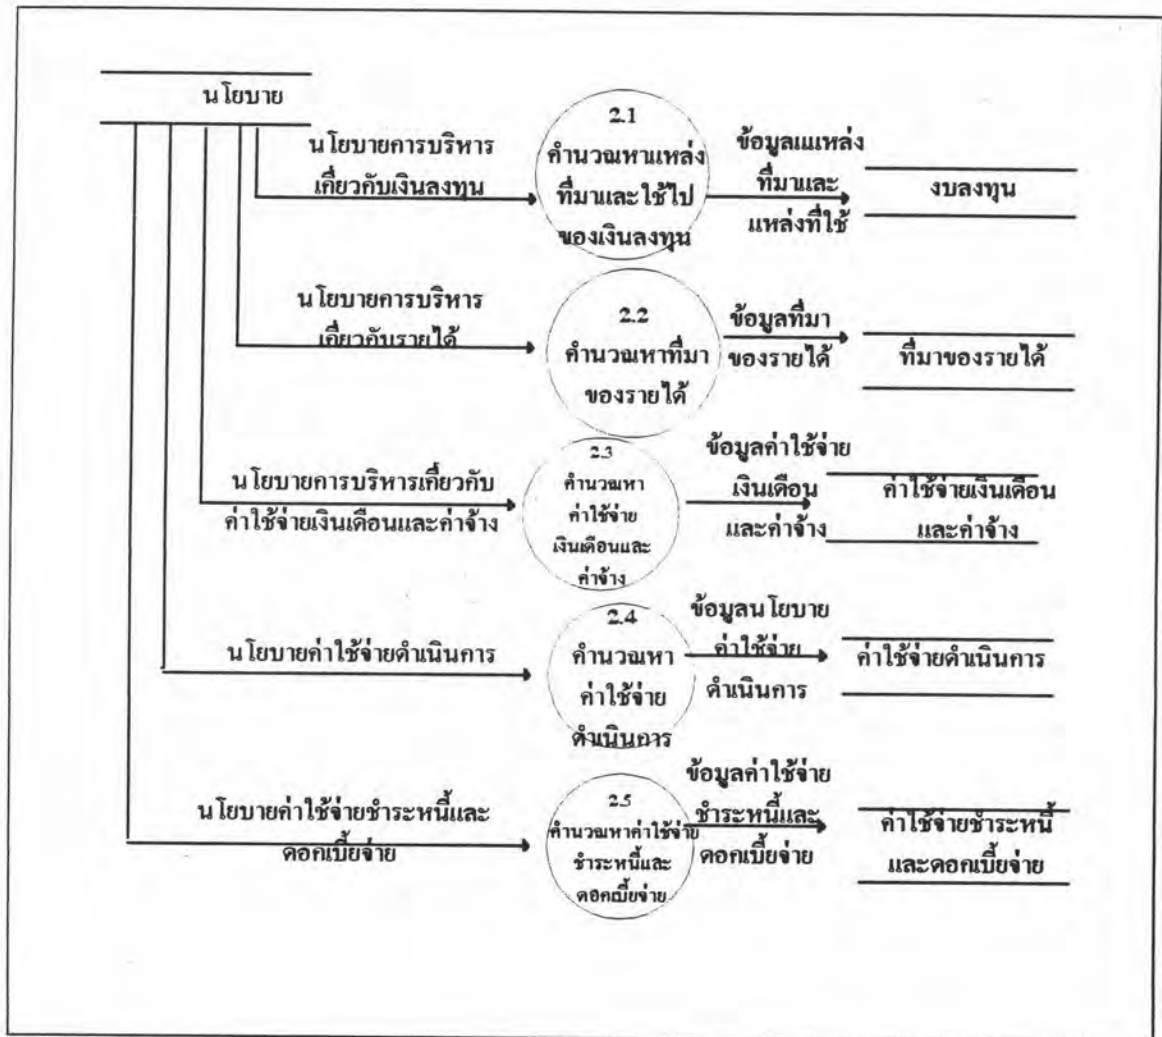 นโยบาย
นโยบายการบริหาร
เกี่ยวกับเงินลงทุน
2.1
คำนวณหาแหล่ง
ที่มาและใช้ไป
ของเงินลงทุน
ข้อมูลแหล่ง
ที่มาและ
แหล่งที่ใช้
งบลงทุน
นโยบายการบริหาร
เกี่ยวกับรายได้
2.2
คำนวณหาที่มา
ของรายได้
ข้อมูลที่มา
ของรายได้
ที่มาของรายได้
นโยบายการบริหารเกี่ยวกับ
ค่าใช้จ่ายเงินเดือนและค่าจ้าง
2.3
คำนวณหา
ค่าใช้จ่าย
เงินเดือนและ
ค่าจ้าง
ข้อมูลค่าใช้จ่าย
เงินเดือน
และค่าจ้าง
ค่าใช้จ่ายเงินเดือน
และค่าจ้าง
นโยบายค่าใช้จ่ายดำเนินการ
2.4
คำนวณหา
ค่าใช้จ่าย
ดำเนินการ
ข้อมูลนโยบาย
ค่าใช้จ่าย
ดำเนินการ
ค่าใช้จ่ายดำเนินการ
นโยบายค่าใช้จ่ายชำระหนี้และ
ดอกเบี้ยจ่าย
2.5
คำนวณหาค่าใช้จ่าย
ชำระหนี้และ
ดอกเบี้ยจ่าย
ข้อมูลค่าใช้จ่าย
ชำระหนี้และ
ดอกเบี้ยจ่าย
ค่าใช้จ่ายชำระหนี้
และดอกเบี้ยจ่าย